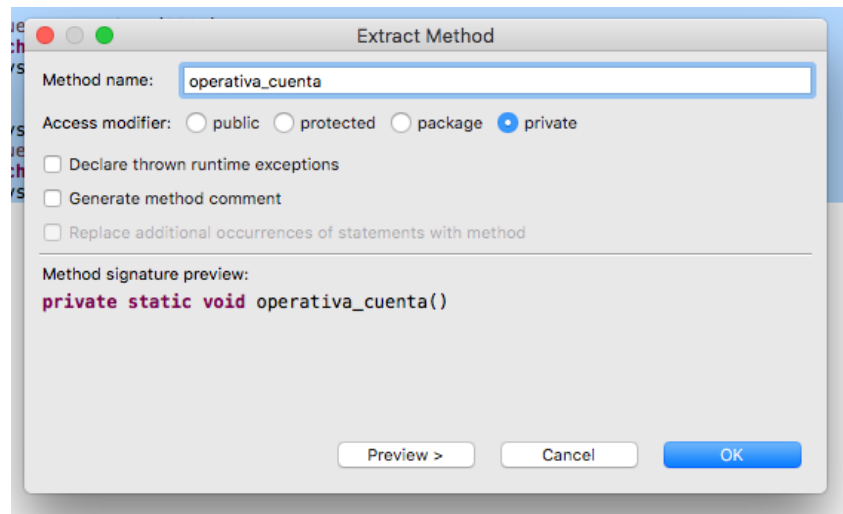 Extract Method
Method name: operativa_cuenta
Access modifier: public protected package private
Declare thrown runtime exceptions
Generate method comment
Replace additional occurrences of statements with method
Method signature preview:
private static void operativa_cuenta()
Preview > Cancel OK